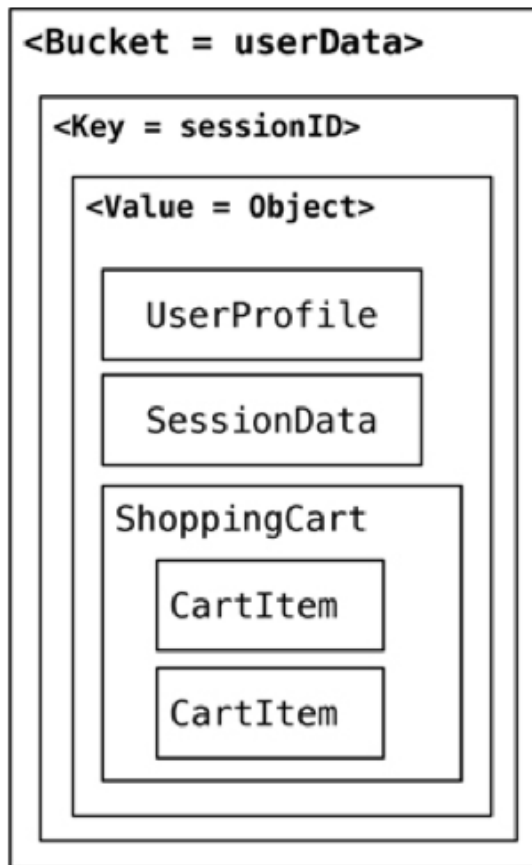 <Bucket = userData>
<Key = sessionID>
<Value = Object>
UserProfile
SessionData
ShoppingCart
CartItem
CartItem